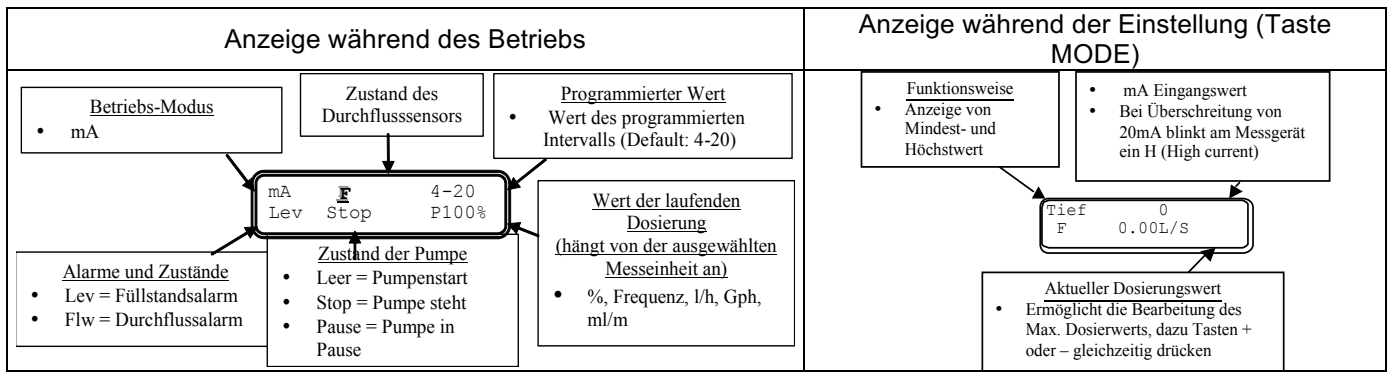 Anzeige während des Betriebs
Anzeige während der Einstellung (Taste
MODE)
Betriebs-Modus
• mA
Zustand des
Durchflusssensors
Programmierter Wert
• Wert des programmierten
Intervalls (Default: 4-20)
mA F 4-20
Lev Stop P100%
Alarme und Zustände
• Lev = Füllstandsalarm
• Flw = Durchflussalarm
Zustand der Pumpe
• Leer = Pumpenstart
• Stop = Pumpe steht
• Pause = Pumpe in
Pause
Wert der laufenden
Dosierung
(hängt von der ausgewählten
Messeinheit an)
• %, Frequenz, l/h, Gph,
ml/m
Funktionsweise
• Anzeige von
Mindest- und
Höchstwert
• mA Eingangswert
• Bei Überschreitung von
20mA blinkt am Messgerät
ein H (High current)
Tief 0
F 0.00L/S
Aktueller Dosierungswert
• Ermöglicht die Bearbeitung des
Max. Dosierwerts, dazu Tasten +
oder – gleichzeitig drücken